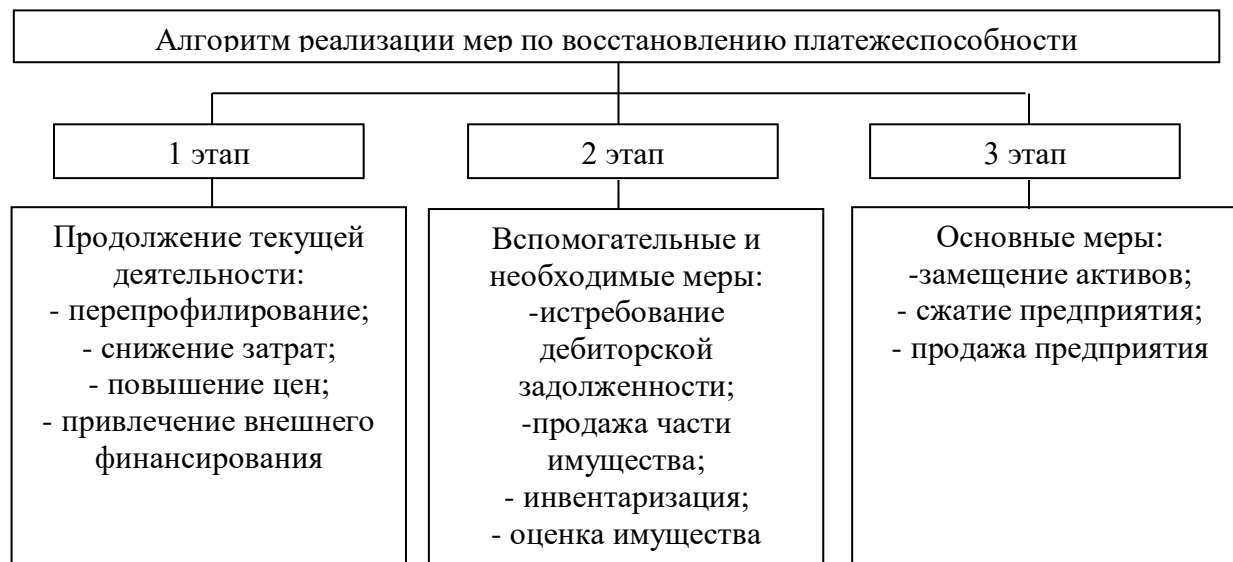 Алгоритм реализации мер по восстановлению платежеспособности
1 этап
2 этап
3 этап
Продолжение текущей
деятельности:
- перепрофилирование;
- снижение затрат;
- повышение цен;
- привлечение внешнего
финансирования
Вспомогательные и
необходимые меры:
-истребование
дебиторской
задолженности;
-продажа части
имущества;
- инвентаризация;
- оценка имущества
Основные меры:
-замещение активов;
- сжатие предприятия;
- продажа предприятия